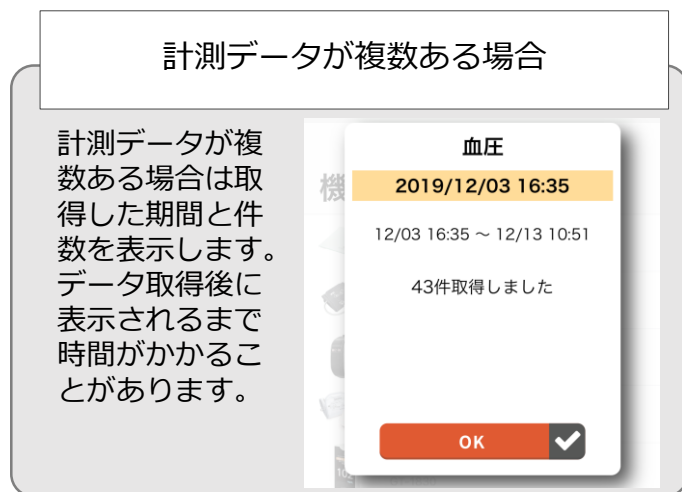 計測データが複数ある場合
計測データが複
数ある場合は取
得した期間と件
数を表示します。
データ取得後に
表示されるまで
時間がかかるこ
とがあります。
機
血圧
2019/12/03 16:35
12/03 16:35 ~ 12/13 10:51
43件取得しました
OK